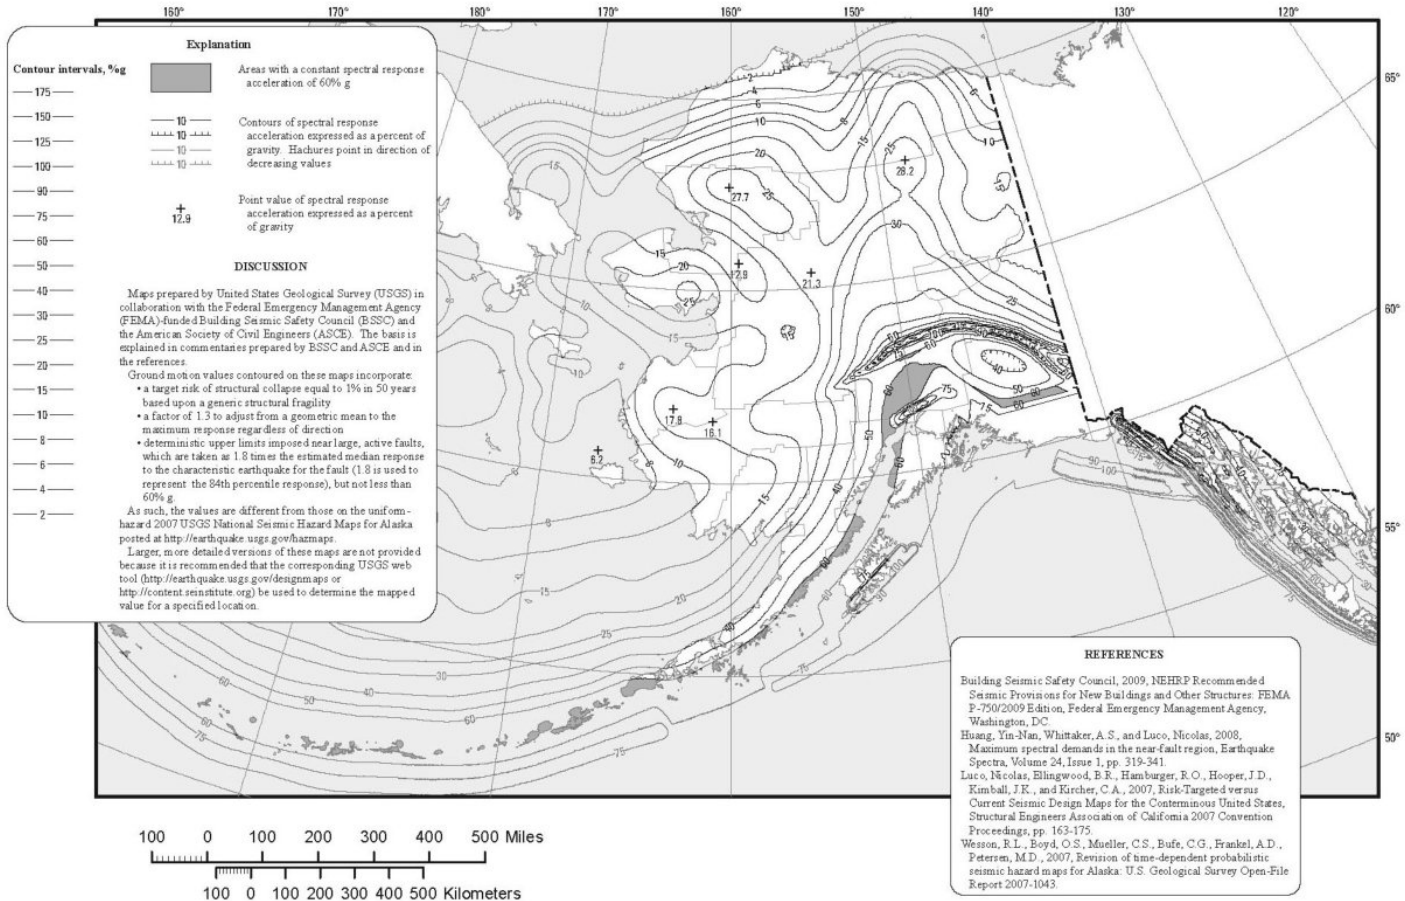 160° 170° 180° 170° 160° 150° 140° 130° 120°
65°
60°
55°
50°
Explanation
Contour intervals, %g
175
150
125
100
90
75
60
50
40
30
25
20
15
10
8
6
4
2
Areas with a constant spectral response
acceleration of 60% g
10
10
10
10
Contours of spectral response
acceleration expressed as a percent of
gravity. Hachures point in direction of
decreasing values
+
12.9
Point value of spectral response
acceleration expressed as a percent
of gravity
DISCUSSION
Maps prepared by United States Geological Survey (USGS) in
collaboration with the Federal Emergency Management Agency
(FEMA)-funded Building Seismic Safety Council (BSSC) and
the American Society of Civil Engineers (ASCE). The basis is
explained in commentaries prepared by BSSC and ASCE and in
the references.
Ground motion values contoured on these maps incorporate:
• a target risk of structural collapse equal to 1% in 50 years
based upon a generic structural fragility
• a factor of 1.3 to adjust from a geometric mean to the
maximum response regardless of direction
• deterministic upper limits imposed near large, active faults,
which are taken as 1.8 times the estimated median response
to the characteristic earthquake for the fault (1.8 is used to
represent the 84th percentile response), but not less than
60% g.
As such, the values are different from those on the uniform-
hazard 2007 USGS National Seismic Hazard Maps for Alaska
posted at http://earthquake.usgs.gov/hazmaps.
Larger, more detailed versions of these maps are not provided
because it is recommended that the corresponding USGS web
tool (http://earthquake.usgs.gov/designmaps or
http://content.seinstitute.org) be used to determine the mapped
value for a specified location.
2
4
6
10
20
25
27.7
28.2
30
12.9
21.3
15
20
25
17.8
16.1
6.2
10
15
40
50
60
75
REFERENCES
Building Seismic Safety Council, 2009, NEHRP Recommended
Seismic Provisions for New Buildings and Other Structures: FEMA
P-750/2009 Edition, Federal Emergency Management Agency,
Washington, DC.
Huang, Yin-Nan, Whittaker, A.S., and Luco, Nicolas, 2008,
Maximum spectral demands in the near-fault region, Earthquake
Spectra, Volume 24, Issue 1, pp. 319-341.
Luco, Nicolas, Ellingwood, B.R., Hamburger, R.O., Hooper, J.D.,
Kimball, J.K., and Kircher, C.A., 2007, Risk-Targeted versus
Current Seismic Design Maps for the Conterminous United States,
Structural Engineers Association of California 2007 Convention
Proceedings, pp. 163-175.
Wesson, R.L., Boyd, O.S., Mueller, C.S., Bufe, C.G., Frankel, A.D.,
Petersen, M.D., 2007, Revision of time-dependent probabilistic
seismic hazard maps for Alaska: U.S. Geological Survey Open-File
Report 2007-1043.
100 0 100 200 300 400 500 Miles
100 0 100 200 300 400 500 Kilometers